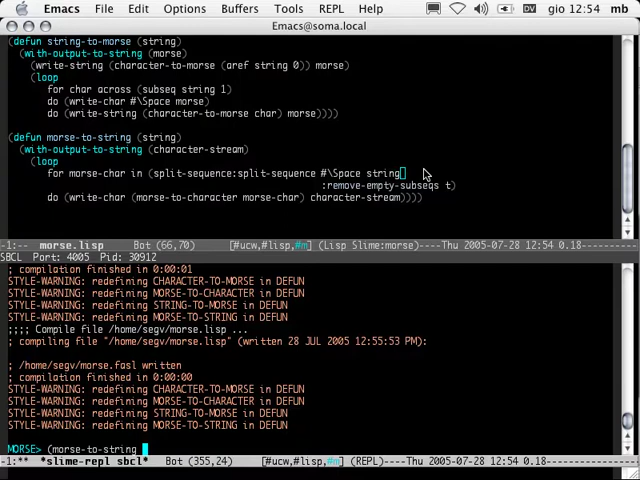 Emacs File Edit Options Buffers Tools REPL Help gio 12:54 mb
Emacs@soma.local
(defun string-to-morse (string)
(with-output-to-string (morse)
(write-string (character-to-morse (aref string 0)) morse)
(loop
for char across (subseq string 1)
do (write-char #\Space morse)
do (write-string (character-to-morse char) morse))))
(defun morse-to-string (string)
(with-output-to-string (character-stream)
(loop
for morse-char in (split-sequence:split-sequence #\Space string
:remove-empty-subseqs t)
do (write-char (morse-to-character morse-char) character-stream))))
-1:-- morse.lisp Bot (66,70) [#ucw,#lisp,#m] (Lisp Slime:morse) Thu 2005-07-28 12:54 0.18
SBCL Port: 4005 Pid: 30912
; compilation finished in 0:00:01
STYLE-WARNING: redefining CHARACTER-TO-MORSE in DEFUN
STYLE-WARNING: redefining MORSE-TO-CHARACTER in DEFUN
STYLE-WARNING: redefining STRING-TO-MORSE in DEFUN
STYLE-WARNING: redefining MORSE-TO-STRING in DEFUN
;;;; Compile file /home/segv/morse.lisp ...
; compiling file "/home/segv/morse.lisp" (written 28 JUL 2005 12:55:53 PM):
; /home/segv/morse.fasl written
; compilation finished in 0:00:00
STYLE-WARNING: redefining CHARACTER-TO-MORSE in DEFUN
STYLE-WARNING: redefining MORSE-TO-CHARACTER in DEFUN
STYLE-WARNING: redefining STRING-TO-MORSE in DEFUN
STYLE-WARNING: redefining MORSE-TO-STRING in DEFUN
MORSE> (morse-to-string
-1:** *slime-repl sbcl* Bot (355,24) [#ucw,#lisp,#m] (REPL) Thu 2005-07-28 12:54 0.18